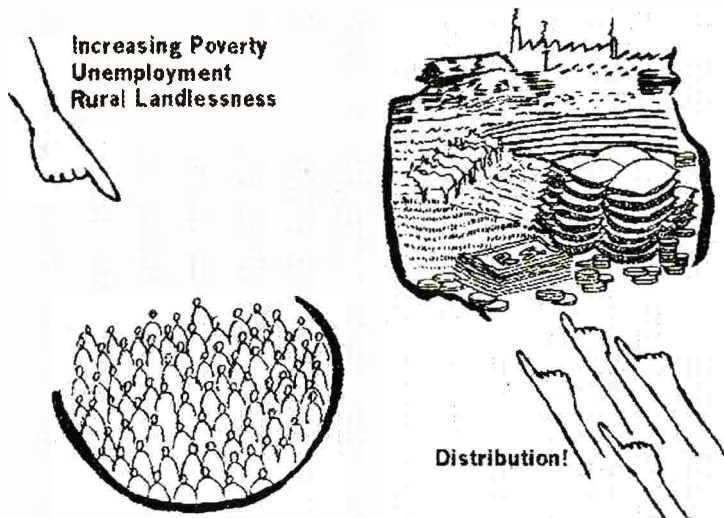 Increasing Poverty
Unemployment
Rural Landlessness
Distribution!